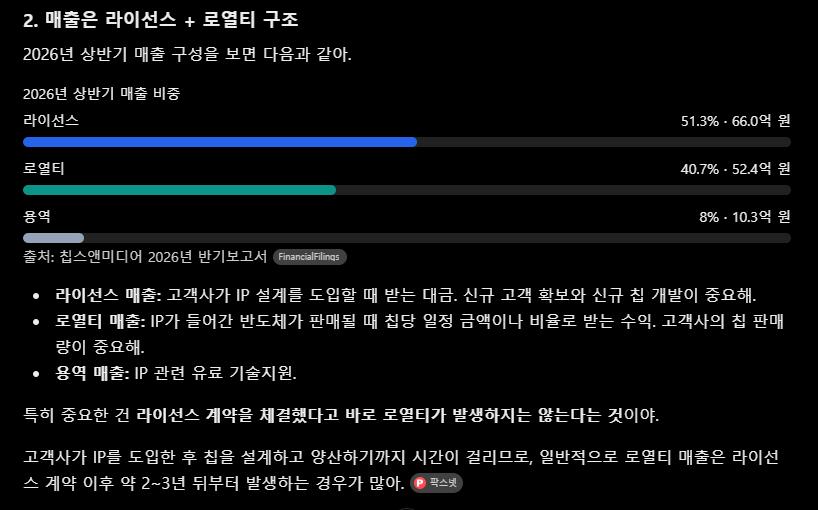 2. 매출은 라이선스 + 로열티 구조
2026년 상반기 매출 구성을 보면 다음과 같아.
2026년 상반기 매출 비중
라이선스 51.3% · 66.0억 원
로열티 40.7% · 52.4억 원
용역 8% · 10.3억 원
출처: 칩스앤미디어 2026년 반기보고서 FinancialFilings
• 라이선스 매출: 고객사가 IP 설계를 도입할 때 받는 대금. 신규 고객 확보와 신규 칩 개발이 중요해.
• 로열티 매출: IP가 들어간 반도체가 판매될 때 칩당 일정 금액이나 비율로 받는 수익. 고객사의 칩 판매
량이 중요해.
• 용역 매출: IP 관련 유료 기술지원.
특히 중요한 건 라이선스 계약을 체결했다고 바로 로열티가 발생하지는 않는다는 것이야.
고객사가 IP를 도입한 후 칩을 설계하고 양산하기까지 시간이 걸리므로, 일반적으로 로열티 매출은 라이선
스 계약 이후 약 2~3년 뒤부터 발생하는 경우가 많아. P 팍스넷